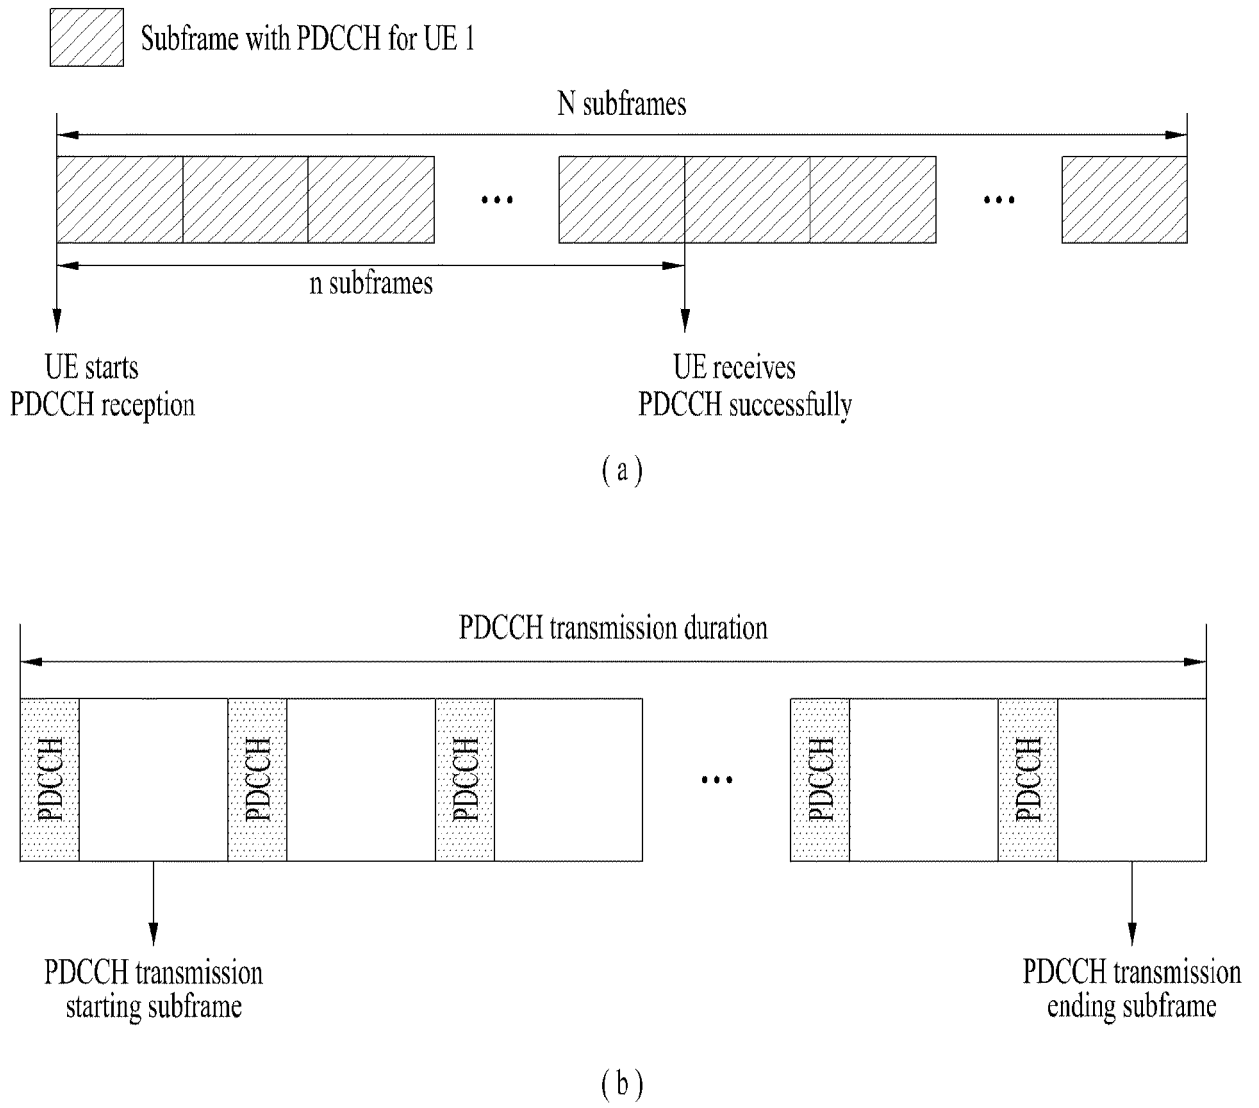 Subframe with PDCCH for UE 1
N subframes
n subframes
UE starts
PDCCH reception
UE receives
PDCCH successfully
( a )
PDCCH transmission duration
PDCCH
PDCCH
PDCCH
PDCCH
PDCCH
PDCCH transmission
starting subframe
PDCCH transmission
ending subframe
( b )